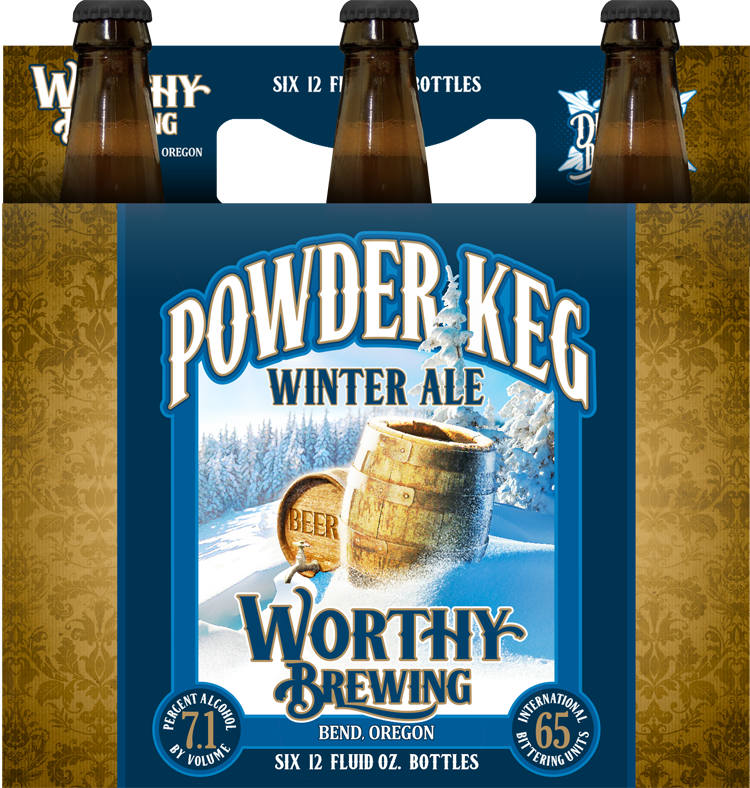 SIX 12 BOTTLES
OREGON
POWDER KEG
WINTER ALE
BEER
WORTHY
BREWING
PERCENT ALCOHOL
7.1
BY VOLUME
INTERNATIONAL
65
BITTERING UNITS
BEND, OREGON
SIX 12 FLUID OZ. BOTTLES